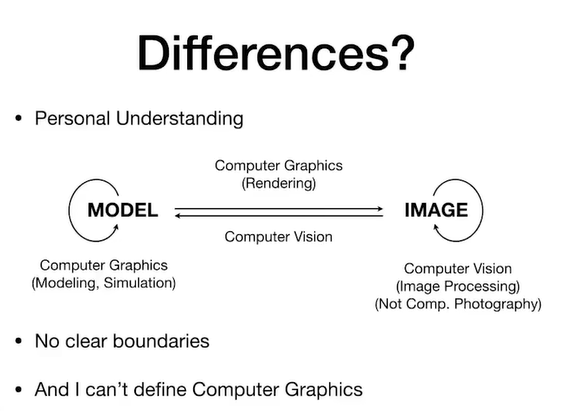 Differences?
• Personal Understanding
Computer Graphics
(Rendering)
MODEL
IMAGE
Computer Vision
Computer Graphics
(Modeling, Simulation)
Computer Vision
(Image Processing)
(Not Comp. Photography)
• No clear boundaries
• And I can’t define Computer Graphics